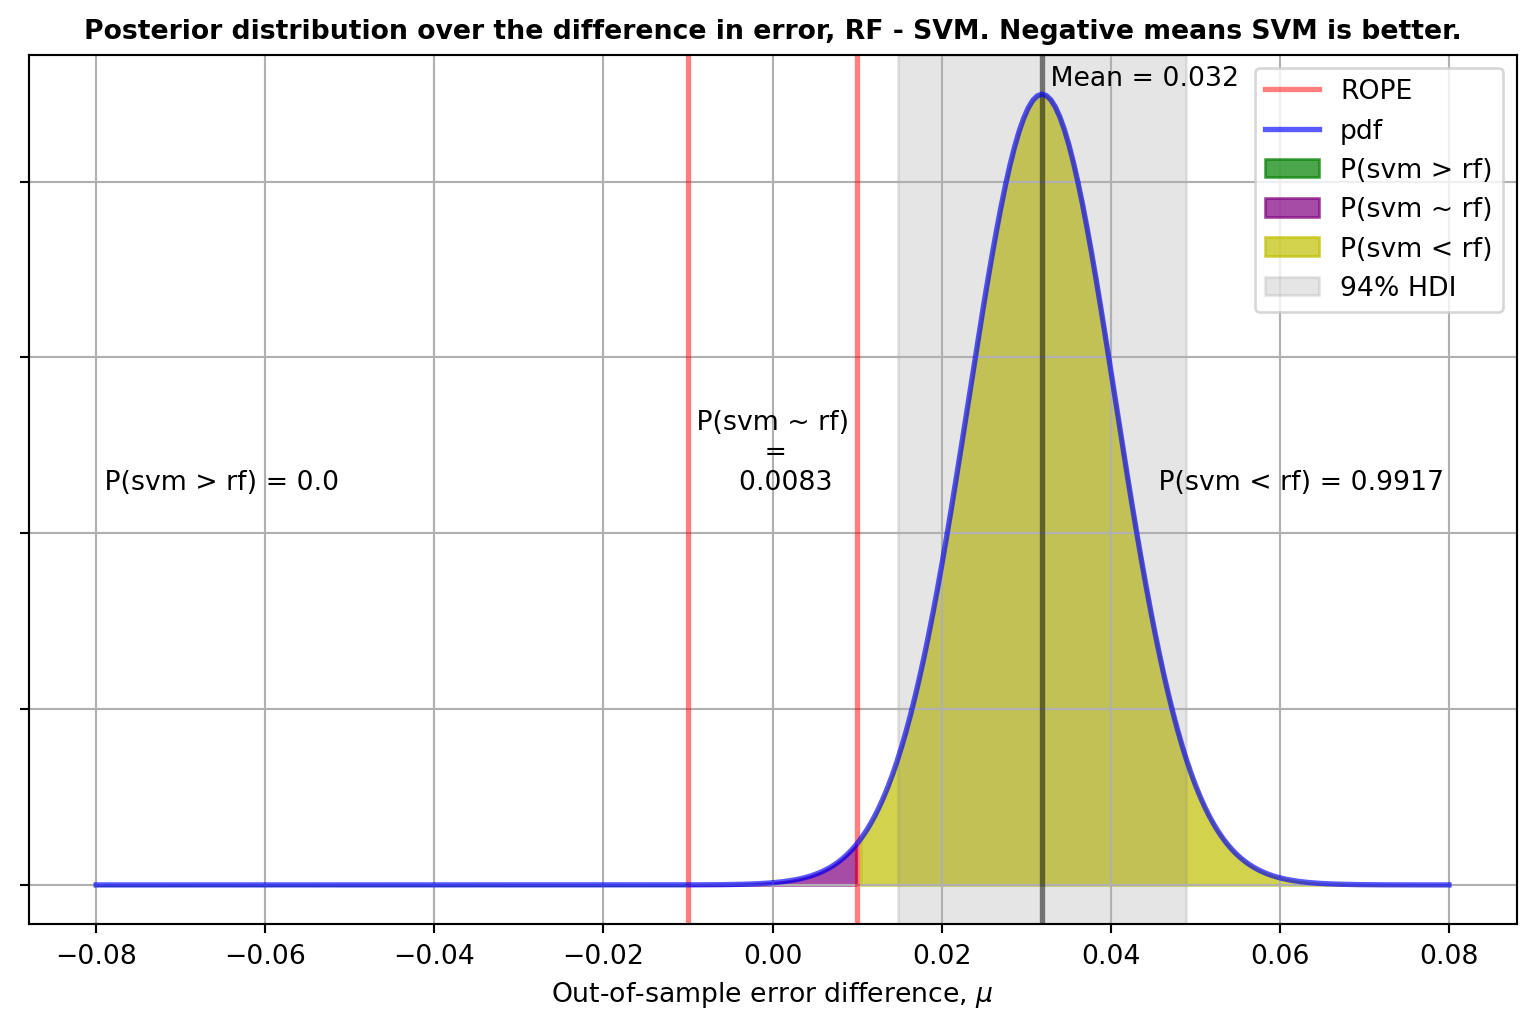 Posterior distribution over the difference in error, RF - SVM. Negative means SVM is better.
Mean = 0.032
ROPE
pdf
P(svm > rf)
P(svm ~ rf)
P(svm < rf)
94% HDI
P(svm > rf) = 0.0
P(svm ~ rf)
=
0.0083
P(svm < rf) = 0.9917
−0.08 −0.06 −0.04 −0.02 0.00 0.02 0.04 0.06 0.08
Out-of-sample error difference, μ